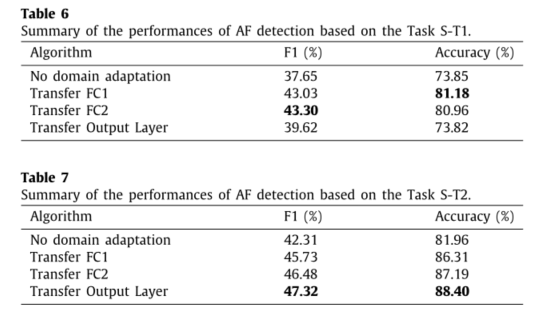 Table 6
Summary of the performances of AF detection based on the Task S-T1.
Algorithm F1 (%) Accuracy (%)
No domain adaptation 37.65 73.85
Transfer FC1 43.03 81.18
Transfer FC2 43.30 80.96
Transfer Output Layer 39.62 73.82
Table 7
Summary of the performances of AF detection based on the Task S-T2.
Algorithm F1 (%) Accuracy (%)
No domain adaptation 42.31 81.96
Transfer FC1 45.73 86.31
Transfer FC2 46.48 87.19
Transfer Output Layer 47.32 88.40